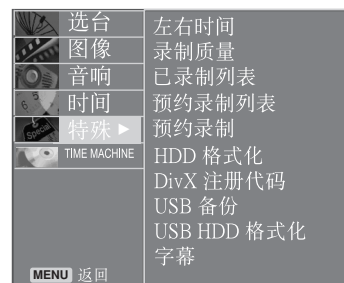 选台
图像
音响
时间
特殊 ►
TIME MACHINE
MENU 返回
左右时间
录制质量
已录制列表
预约录制列表
预约录制
HDD 格式化
DivX 注册代码
USB 备份
USB HDD 格式化
字幕
6
5
Special